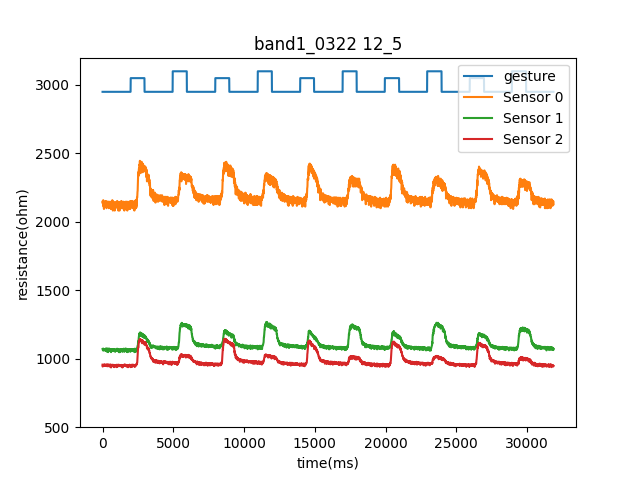 band1_0322 12_5
3000
2500
2000
1500
1000
500
resistance(ohm)
gesture
Sensor 0
Sensor 1
Sensor 2
0
5000
10000
15000
20000
25000
30000
time(ms)